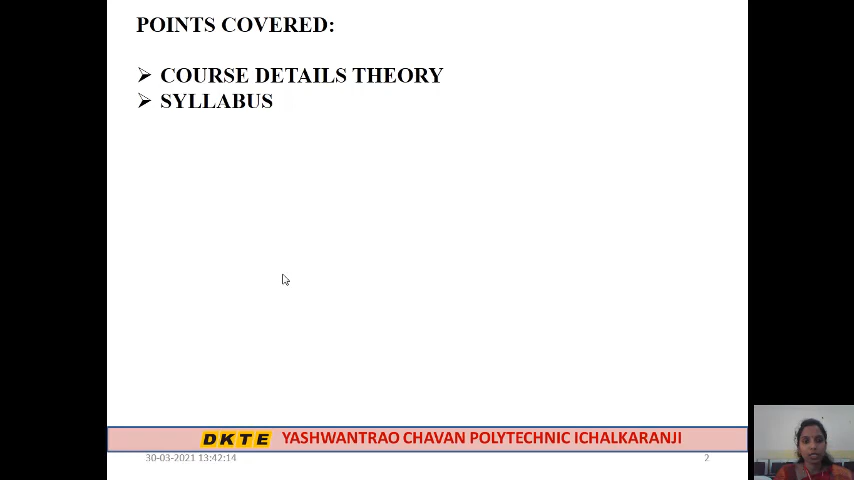 POINTS COVERED:
➢ COURSE DETAILS THEORY
➢ SYLLABUS
DKTE YASHWANTRAO CHAVAN POLYTECHNIC ICHALKARANJI
30-03-2021 13:42:14 2